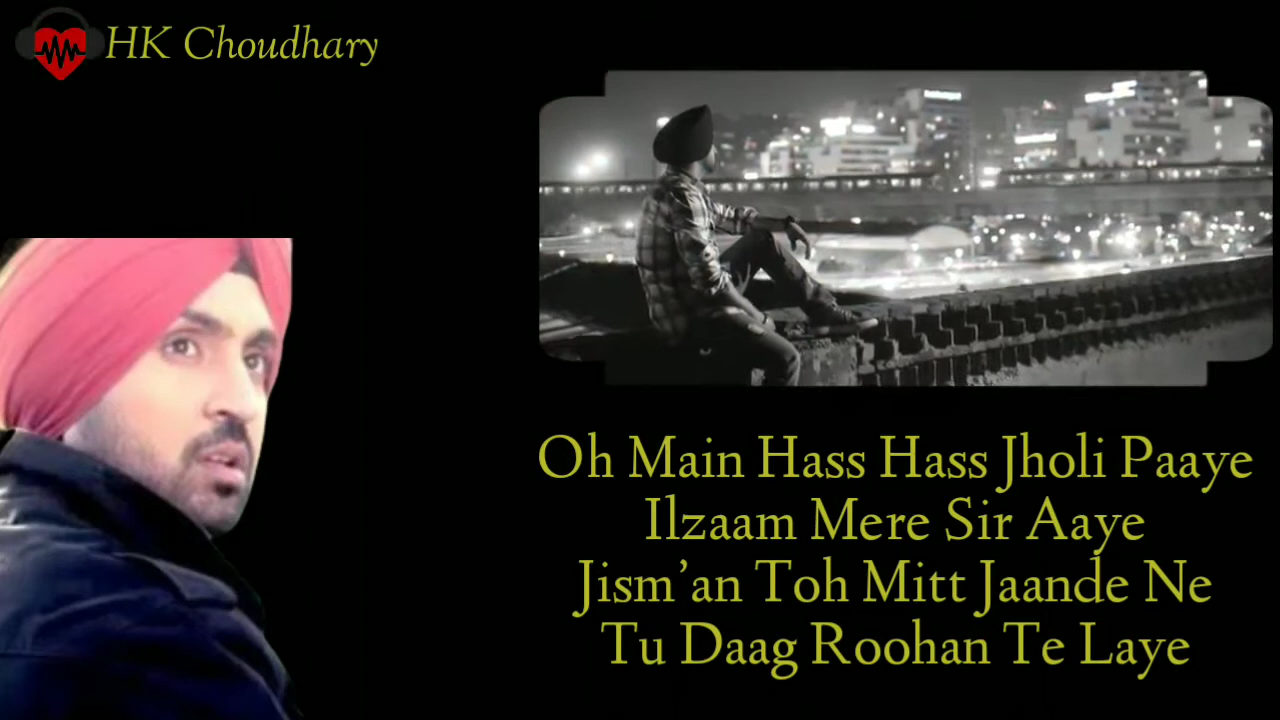 HK Choudhary
Oh Main Hass Hass Jholi Paaye
Ilzaam Mere Sir Aaye
Jism’an Toh Mitt Jaande Ne
Tu Daag Roohan Te Laye